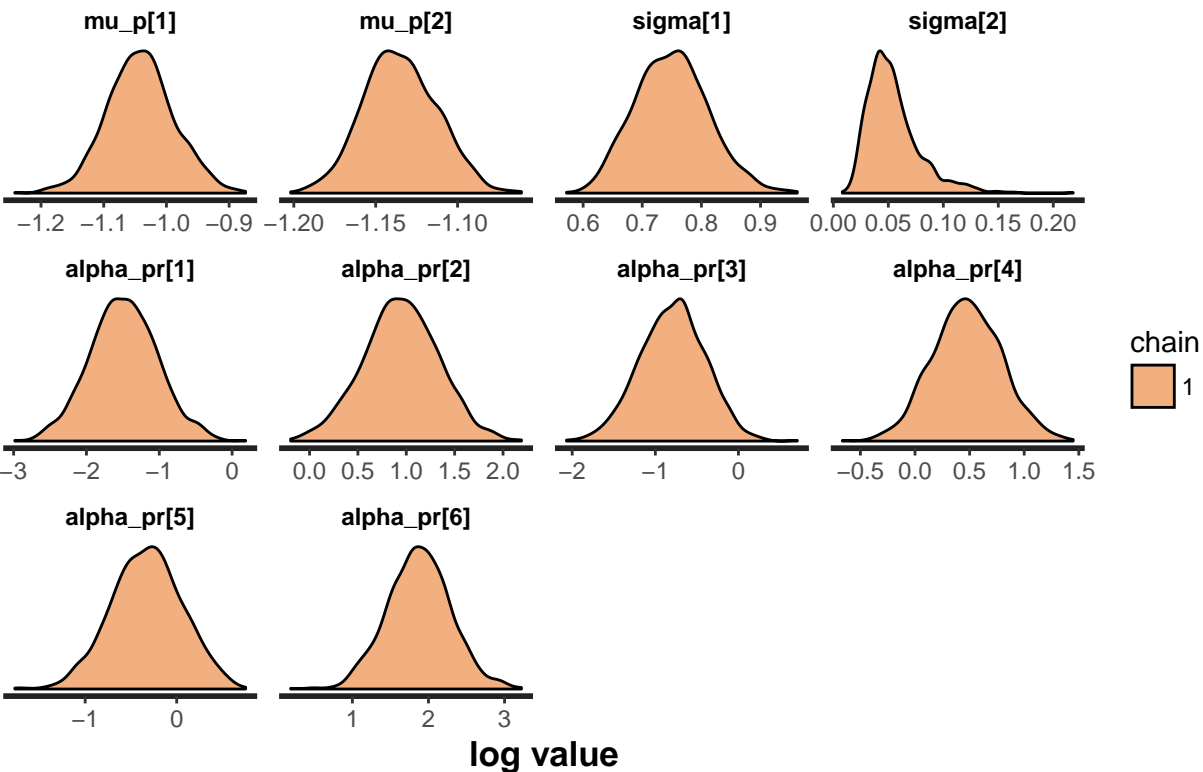 mu_p[1] mu_p[2] sigma[1] sigma[2]
−1.2 −1.1 −1.0 −0.9 −1.20 −1.15 −1.10 0.6 0.7 0.8 0.9 0.00 0.05 0.10 0.15 0.20
alpha_pr[1] alpha_pr[2] alpha_pr[3] alpha_pr[4]
−3 −2 −1 0 0.0 0.5 1.0 1.5 2.0 −2 −1 0 −0.5 0.0 0.5 1.0 1.5
chain
1
alpha_pr[5] alpha_pr[6]
−1 0 1 2 3
log value